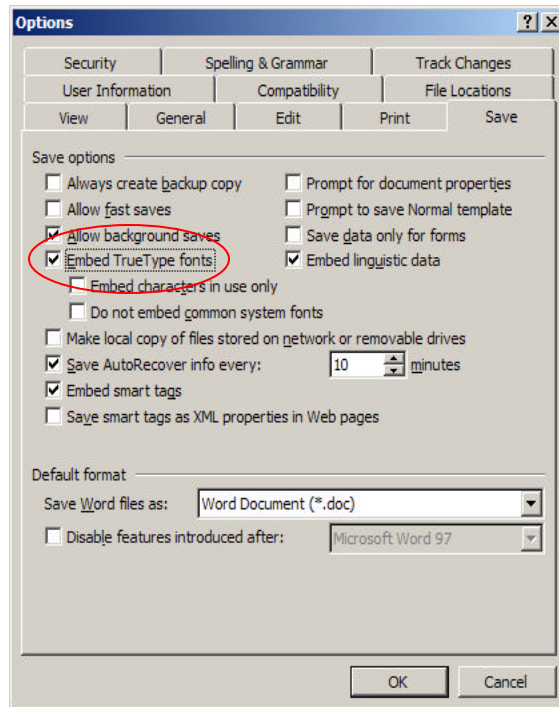 Options
Security Spelling & Grammar Track Changes
User Information Compatibility File Locations
View General Edit Print Save
Save options
Always create backup copy Prompt for document properties
Allow fast saves Prompt to save Normal template
Allow background saves Save data only for forms
Embed TrueType fonts Embed linguistic data
Embed characters in use only
Do not embed common system fonts
Make local copy of files stored on network or removable drives
Save AutoRecover info every: 10 minutes
Embed smart tags
Save smart tags as XML properties in Web pages
Default format
Save Word files as: Word Document (*.doc)
Disable features introduced after: Microsoft Word 97
OK Cancel